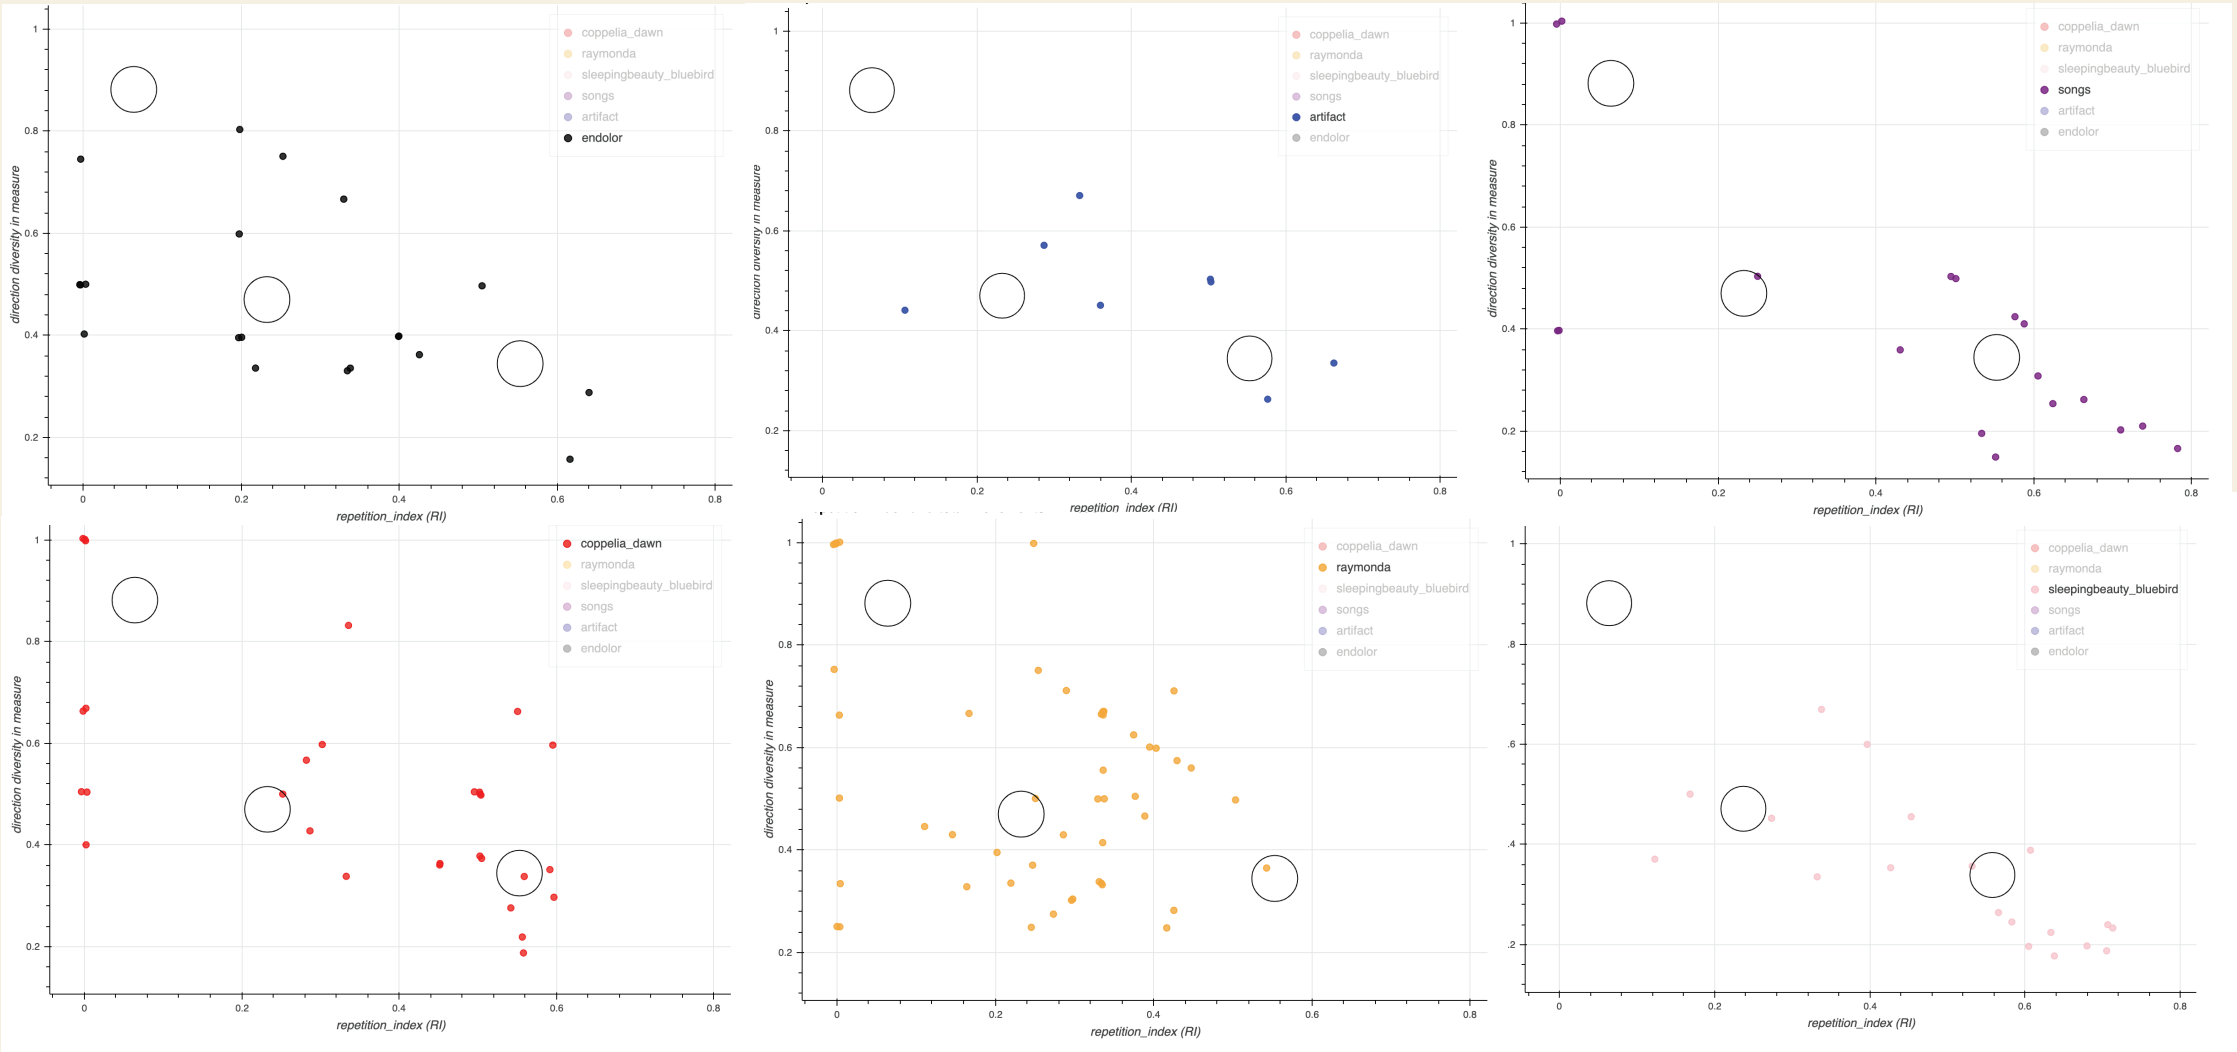 coppelia_dawn
raymonda
sleepingbeauty_bluebird
songs
artifact
endolor
direction diversity in measure
1
0.8
0.6
0.4
0.2
0
0.2
0.4
0.6
0.8
repetition_index (RI)
coppelia_dawn
raymonda
sleepingbeauty_bluebird
songs
artifact
endolor
direction diversity in measure
1
0.8
0.6
0.4
0.2
0
0.2
0.4
0.6
0.8
repetition_index (RI)
coppelia_dawn
raymonda
sleepingbeauty_bluebird
songs
artifact
endolor
direction diversity in measure
1
0.8
0.6
0.4
0.2
0
0.2
0.4
0.6
0.8
repetition_index (RI)
coppelia_dawn
raymonda
sleepingbeauty_bluebird
songs
artifact
endolor
direction diversity in measure
1
0.8
0.6
0.4
0.2
0
0.2
0.4
0.6
0.8
repetition_index (RI)
coppelia_dawn
raymonda
sleepingbeauty_bluebird
songs
artifact
endolor
direction diversity in measure
1
0.8
0.6
0.4
0.2
0
0.2
0.4
0.6
0.8
repetition_index (RI)
coppelia_dawn
raymonda
sleepingbeauty_bluebird
songs
artifact
endolor
1
.8
.6
.4
.2
0
0.2
0.4
0.6
0.8
repetition_index (RI)